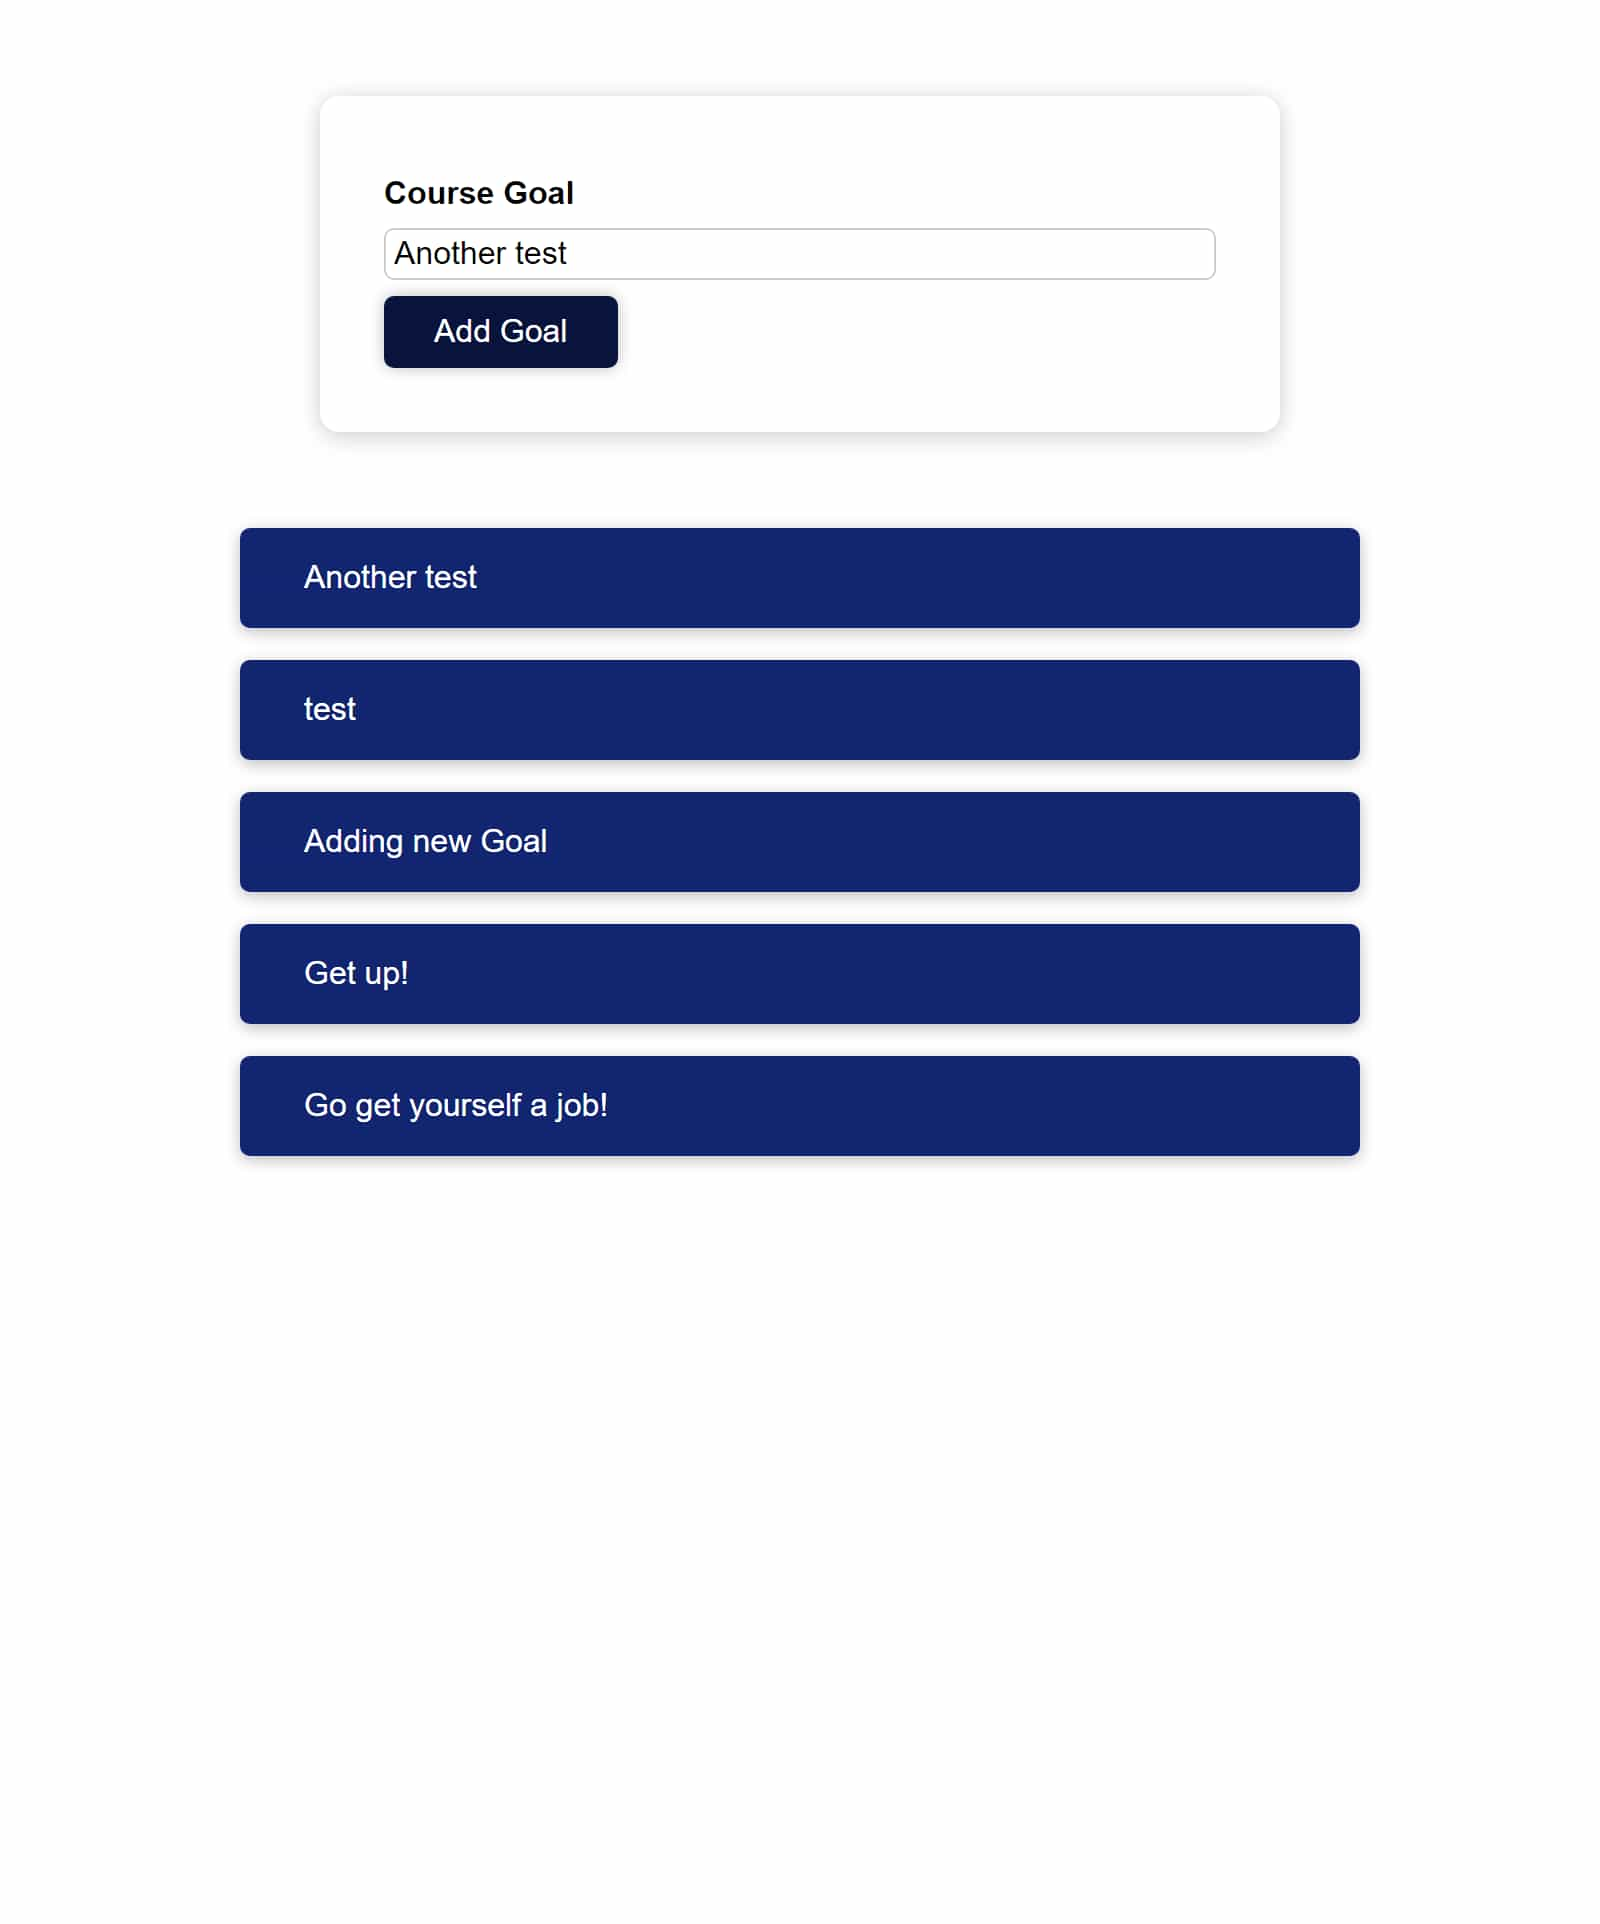 Course Goal
Another test
Add Goal
Another test
test
Adding new Goal
Get up!
Go get yourself a job!